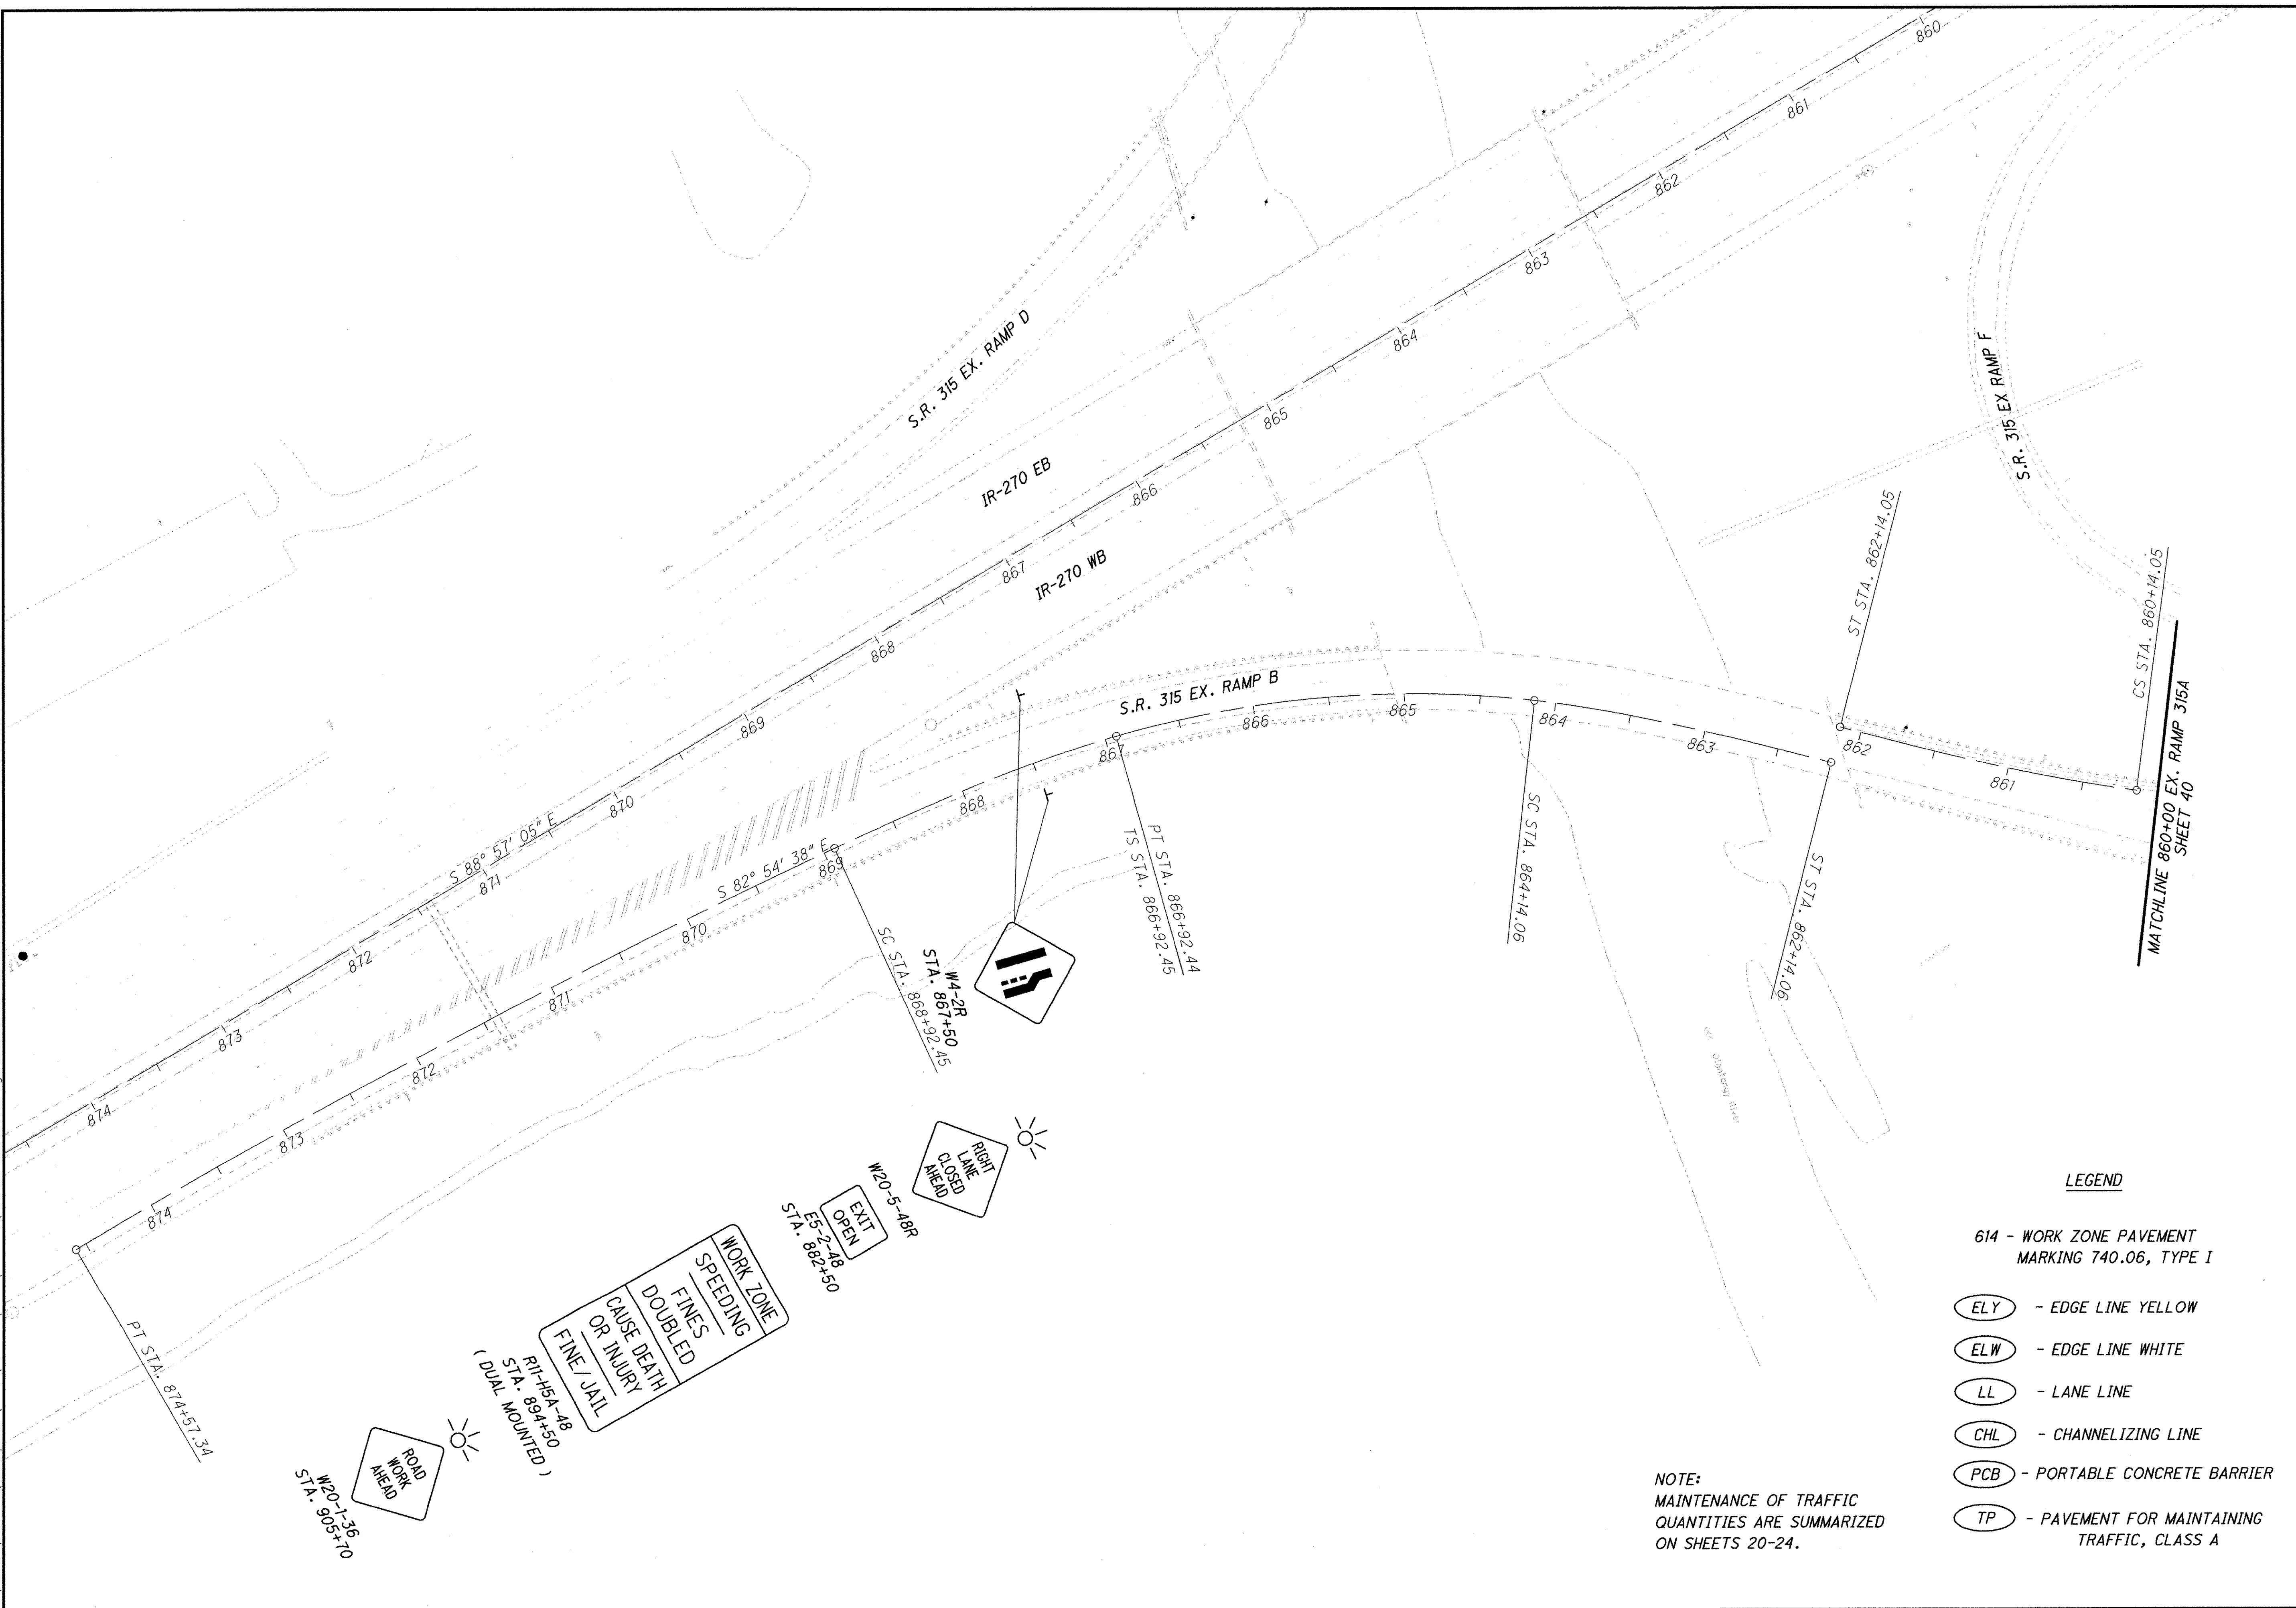 860
861
862
863
864
865
866
867
868
869
870
871
872
873
874
S.R. 315 EX. RAMP D
IR-270 EB
IR-270 WB
S 88° 57' 05" E
S.R. 315 EX RAMP F
S.R. 315 EX. RAMP B
861
862
863
864
865
866
867
868
869
870
871
872
873
874
S 82° 54' 38" E
ST STA. 862+14.05
CS STA. 860+14.05
MATCHLINE 860+00 EX. RAMP 315A
SHEET 40
ST STA. 862+14.06
SC STA. 864+14.06
PT STA. 866+92.44
TS STA. 866+92.45
SC STA. 868+92.45
PT STA. 874+57.34
W4-2R
STA. 867+50
RIGHT
LANE
CLOSED
AHEAD
W20-5-48R
EXIT
OPEN
E5-2-48
STA. 882+50
WORK ZONE
SPEEDING
FINES
DOUBLED
CAUSE DEATH
OR INJURY
FINE/JAIL
R11-H5A-48
STA. 894+50
( DUAL MOUNTED )
ROAD
WORK
AHEAD
W20-1-36
STA. 905+70
<<< Olentangy River
NOTE:
MAINTENANCE OF TRAFFIC
QUANTITIES ARE SUMMARIZED
ON SHEETS 20-24.
LEGEND
614 - WORK ZONE PAVEMENT
MARKING 740.06, TYPE I
ELY - EDGE LINE YELLOW
ELW - EDGE LINE WHITE
LL - LANE LINE
CHL - CHANNELIZING LINE
PCB - PORTABLE CONCRETE BARRIER
TP - PAVEMENT FOR MAINTAINING
TRAFFIC, CLASS A